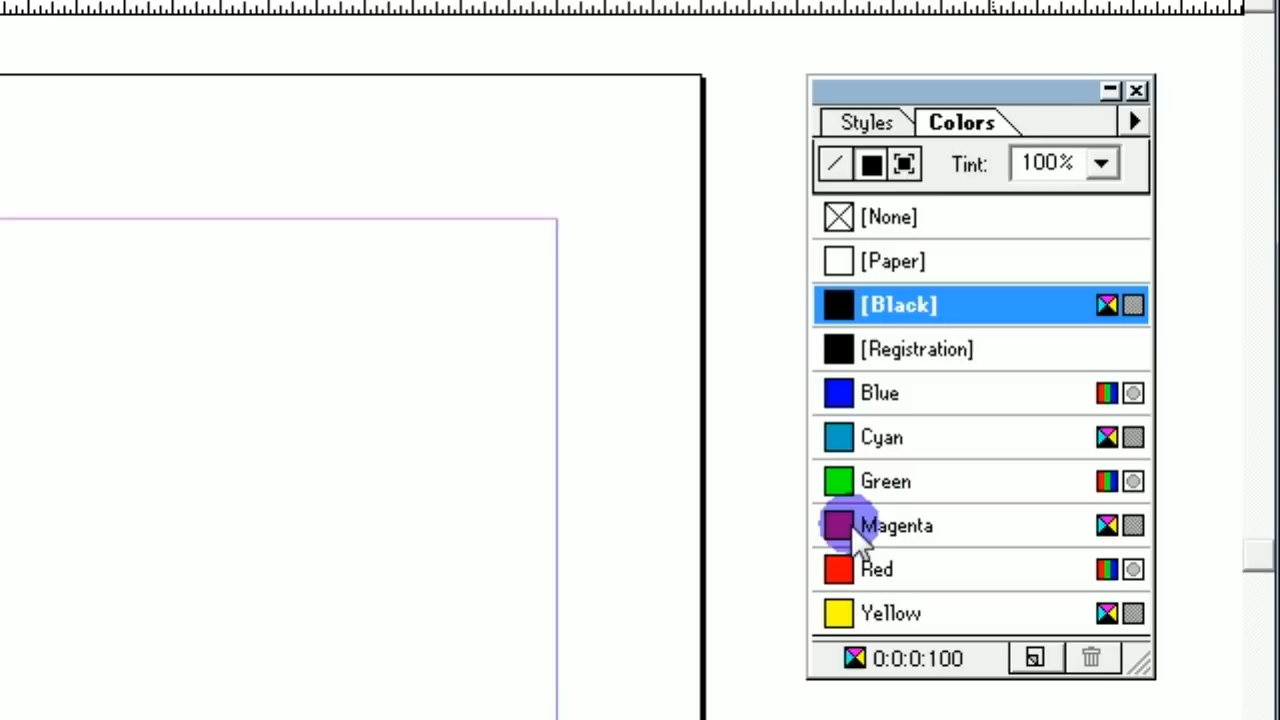 Styles Colors
Tint: 100%
[None]
[Paper]
[Black]
[Registration]
Blue
Cyan
Green
Magenta
Red
Yellow
0:0:0:100